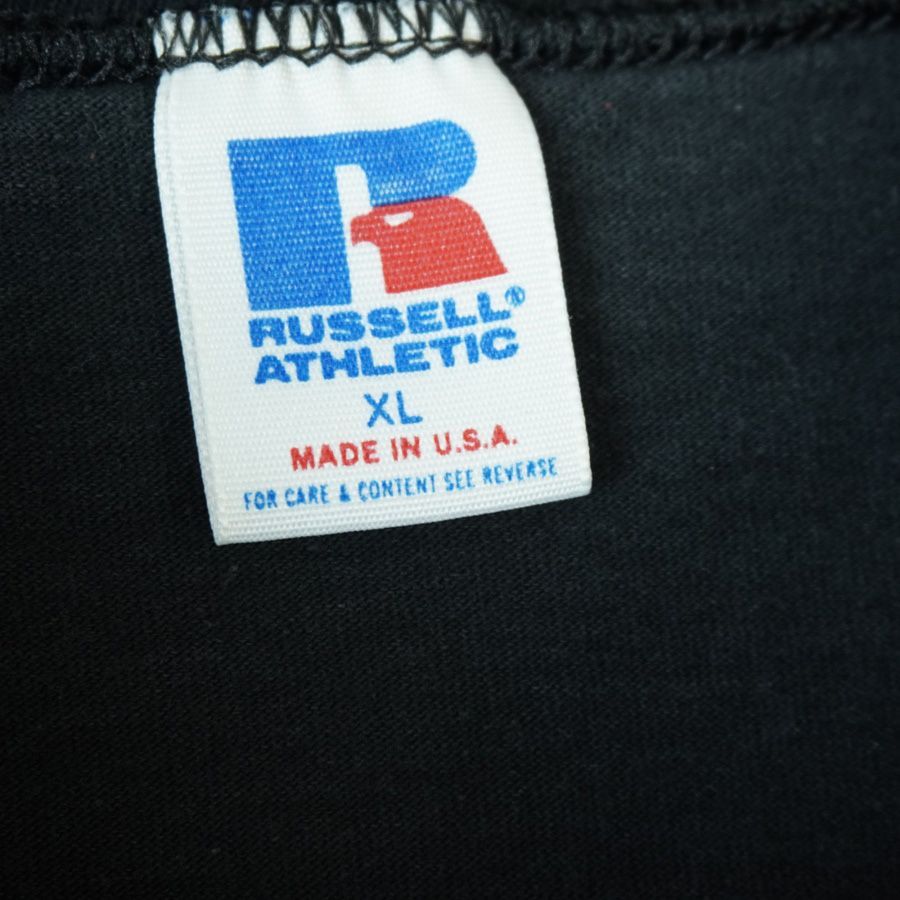 R
RUSSELL®
ATHLETIC
XL
MADE IN U.S.A.
FOR CARE & CONTENT SEE REVERSE